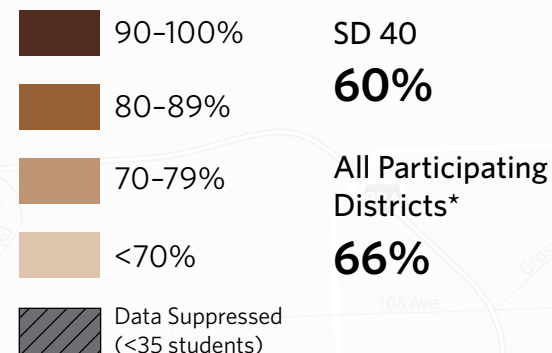 90–100%
80–89%
70–79%
<70%
Data Suppressed
(<35 students)
SD 40
60%
All Participating
Districts*
66%
108 Ave